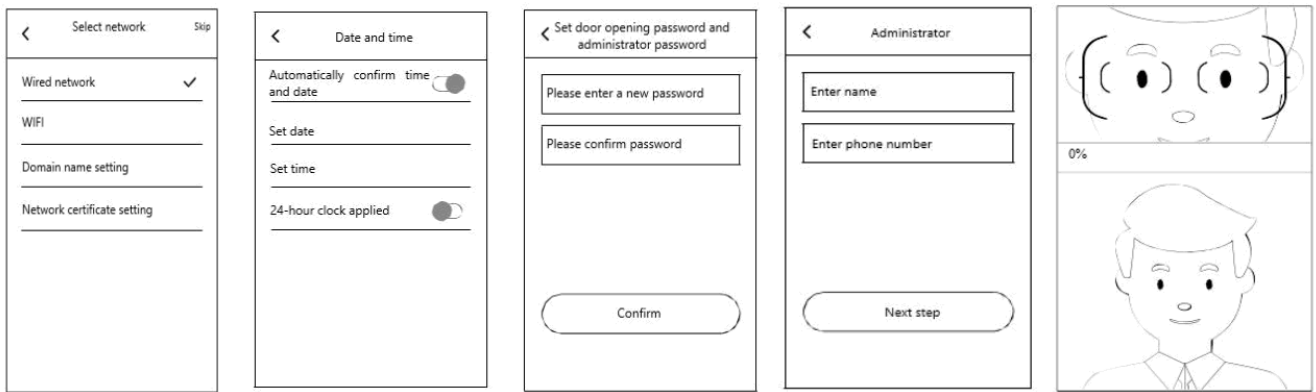 Select network
Skip
Wired network
WIFI
Domain name setting
Network certificate setting
Date and time
Automatically confirm time
and date
Set date
Set time
24-hour clock applied
Set door opening password and
administrator password
Please enter a new password
Please confirm password
Confirm
Administrator
Enter name
Enter phone number
Next step
0%